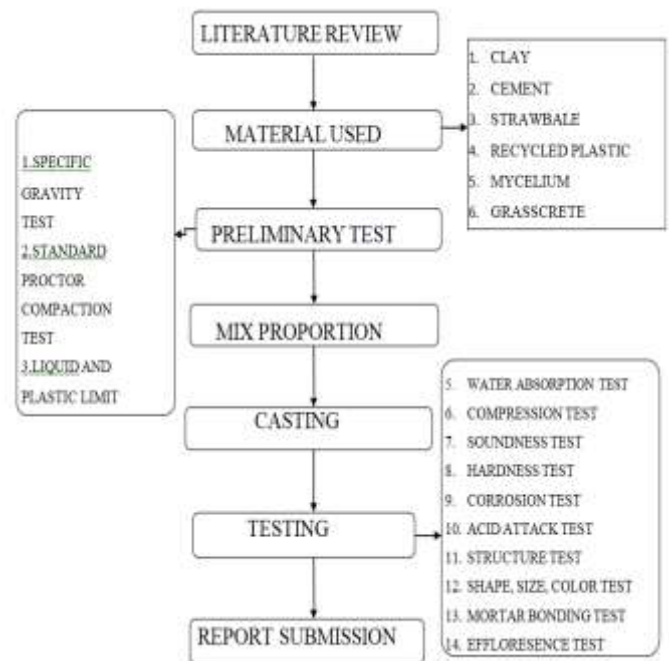 LITERATURE REVIEW
MATERIAL USED
1. CLAY
2. CEMENT
3. STRAWBALE
4. RECYCLED PLASTIC
5. MYCELIUM
6. GRASSCRETE
PRELIMINARY TEST
1.SPECIFIC
GRAVITY
TEST
2.STANDARD
PROCTOR
COMPACTION
TEST
3.LIQUID AND
PLASTIC LIMIT
MIX PROPORTION
CASTING
TESTING
5. WATER ABSORPTION TEST
6. COMPRESSION TEST
7. SOUNDNESS TEST
8. HARDNESS TEST
9. CORROSION TEST
10. ACID ATTACK TEST
11. STRUCTURE TEST
12. SHAPE, SIZE, COLOR TEST
13. MORTAR BONDING TEST
14. EFFLORESENCE TEST
REPORT SUBMISSION